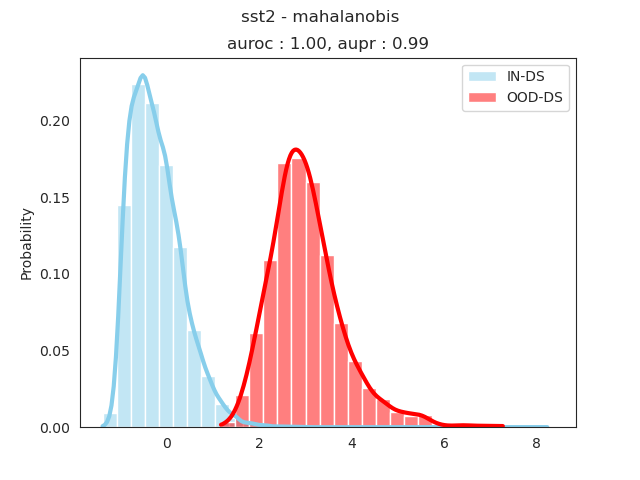 sst2 - mahalanobis
auroc : 1.00, aupr : 0.99
IN-DS
OOD-DS
Probability
0.20
0.15
0.10
0.05
0.00
0 2 4 6 8